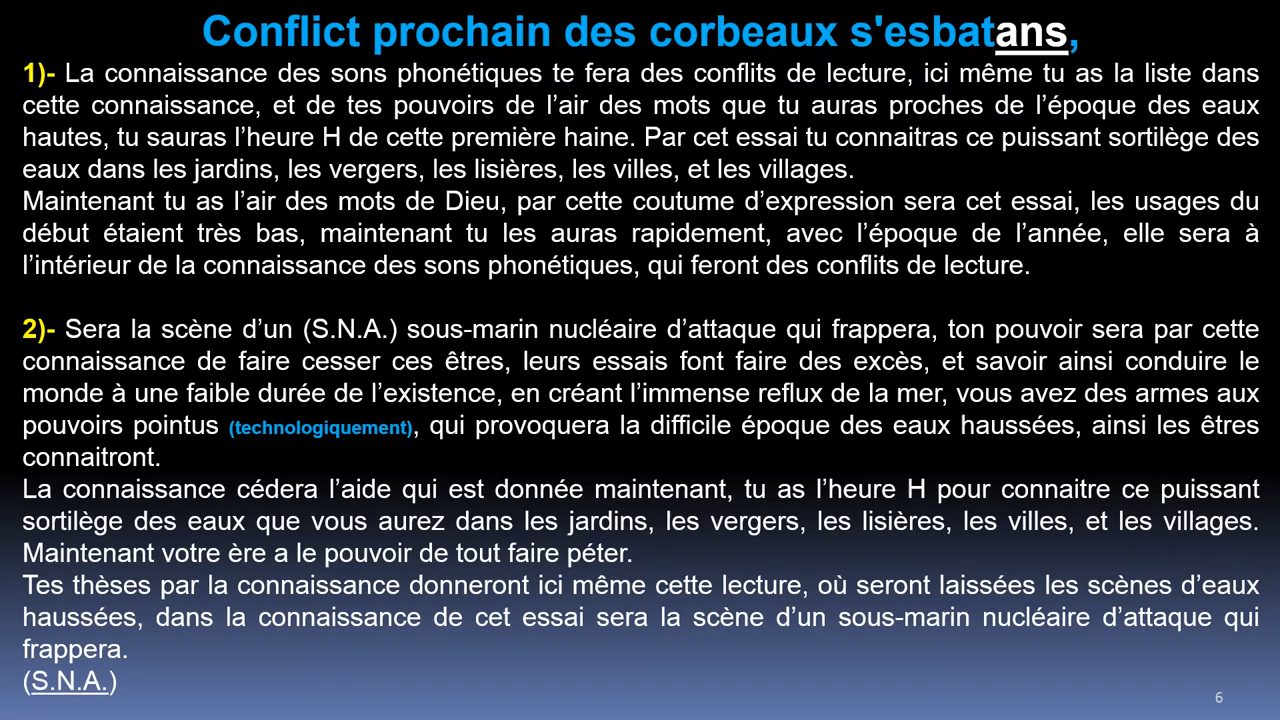 Conflict prochain des corbeaux s'esbatans,
1)- La connaissance des sons phonétiques te fera des conflits de lecture, ici même tu as la liste dans
cette connaissance, et de tes pouvoirs de l’air des mots que tu auras proches de l’époque des eaux
hautes, tu sauras l’heure H de cette première haine. Par cet essai tu connaitras ce puissant sortilège des
eaux dans les jardins, les vergers, les lisières, les villes, et les villages.
Maintenant tu as l’air des mots de Dieu, par cette coutume d’expression sera cet essai, les usages du
début étaient très bas, maintenant tu les auras rapidement, avec l’époque de l’année, elle sera à
l’intérieur de la connaissance des sons phonétiques, qui feront des conflits de lecture.
2)- Sera la scène d’un (S.N.A.) sous-marin nucléaire d’attaque qui frappera, ton pouvoir sera par cette
connaissance de faire cesser ces êtres, leurs essais font faire des excès, et savoir ainsi conduire le
monde à une faible durée de l’existence, en créant l’immense reflux de la mer, vous avez des armes aux
pouvoirs pointus (technologiquement), qui provoquera la difficile époque des eaux haussées, ainsi les êtres
connaitront.
La connaissance cédera l’aide qui est donnée maintenant, tu as l’heure H pour connaitre ce puissant
sortilège des eaux que vous aurez dans les jardins, les vergers, les lisières, les villes, et les villages.
Maintenant votre ère a le pouvoir de tout faire péter.
Tes thèses par la connaissance donneront ici même cette lecture, où seront laissées les scènes d’eaux
haussées, dans la connaissance de cet essai sera la scène d’un sous-marin nucléaire d’attaque qui
frappera.
(S.N.A.)
6